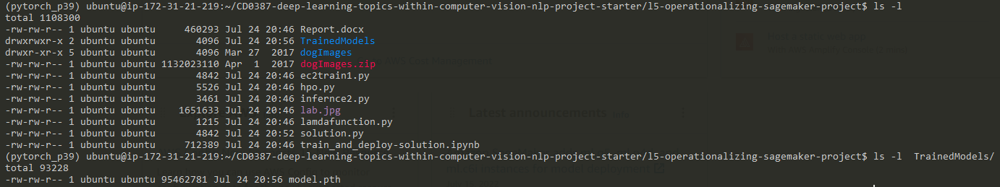 (pytorch_p39) ubuntu@ip-172-31-21-219:~/CD0387-deep-learning-topics-within-computer-vision-nlp-project-starter/l5-operationalizing-sagemaker-project$ ls -l
total 1108300
-rw-rw-r-- 1 ubuntu ubuntu     460293 Jul 24 20:46 Report.docx
drwxrwxr-x 2 ubuntu ubuntu       4096 Jul 24 20:56 TrainedModels
drwxr-xr-x 5 ubuntu ubuntu       4096 Mar 27  2017 dogImages
-rw-rw-r-- 1 ubuntu ubuntu 1132023110 Apr  1  2017 dogImages.zip
-rw-rw-r-- 1 ubuntu ubuntu       4842 Jul 24 20:46 ec2train1.py
-rw-rw-r-- 1 ubuntu ubuntu       5526 Jul 24 20:46 hpo.py
-rw-rw-r-- 1 ubuntu ubuntu       3461 Jul 24 20:46 infernce2.py
-rw-rw-r-- 1 ubuntu ubuntu    1651633 Jul 24 20:46 lab.jpg
-rw-rw-r-- 1 ubuntu ubuntu       1215 Jul 24 20:46 lamdafunction.py
-rw-rw-r-- 1 ubuntu ubuntu       4842 Jul 24 20:52 solution.py
-rw-rw-r-- 1 ubuntu ubuntu     712389 Jul 24 20:46 train_and_deploy-solution.ipynb
(pytorch_p39) ubuntu@ip-172-31-21-219:~/CD0387-deep-learning-topics-within-computer-vision-nlp-project-starter/l5-operationalizing-sagemaker-project$ ls -l  TrainedModels/
total 93228
-rw-rw-r-- 1 ubuntu ubuntu 95462781 Jul 24 20:56 model.pth
Latest announcements